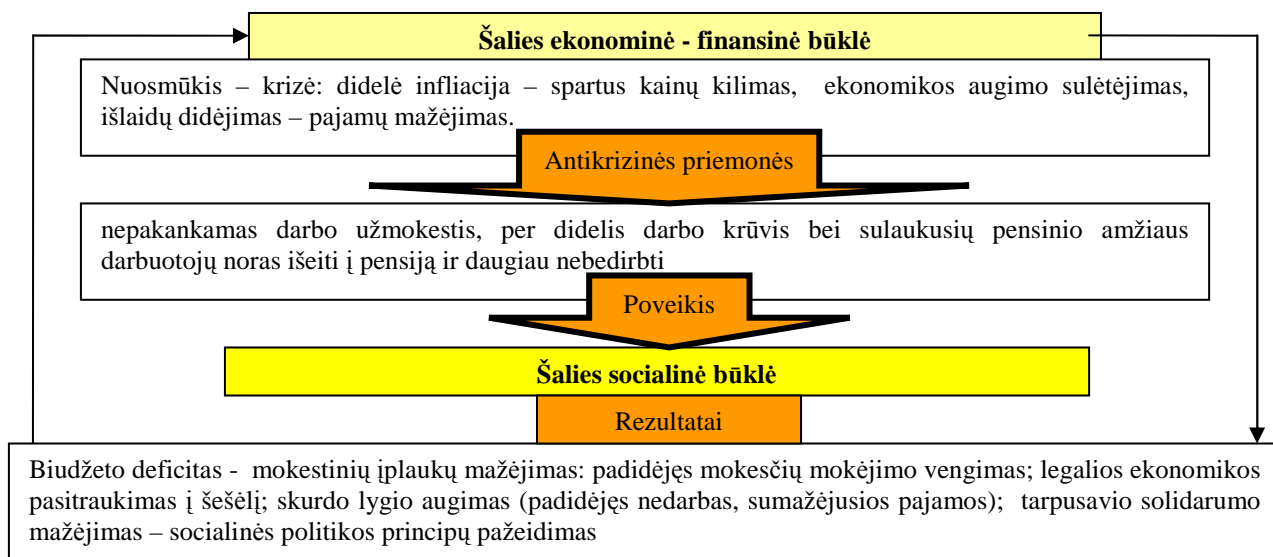 Šalies ekonominė - finansinė būklė
Nuosmūkis – krizė: didelė infliacija – spartus kainų kilimas, ekonomikos augimo sulėtėjimas,
išlaidų didėjimas – pajamų mažėjimas.
Antikrizinės priemonės
nepakankamas darbo užmokestis, per didelis darbo krūvis bei sulaukusių pensinio amžiaus
darbuotojų noras išeiti į pensiją ir daugiau nebedirbti
Poveikis
Šalies socialinė būklė
Rezultatai
Biudžeto deficitas - mokestinių įplaukų mažėjimas: padidėjęs mokesčių mokėjimo vengimas; legalios ekonomikos
pasitraukimas į šešėlį; skurdo lygio augimas (padidėjęs nedarbas, sumažėjusios pajamos); tarpusavio solidarumo
mažėjimas – socialinės politikos principų pažeidimas